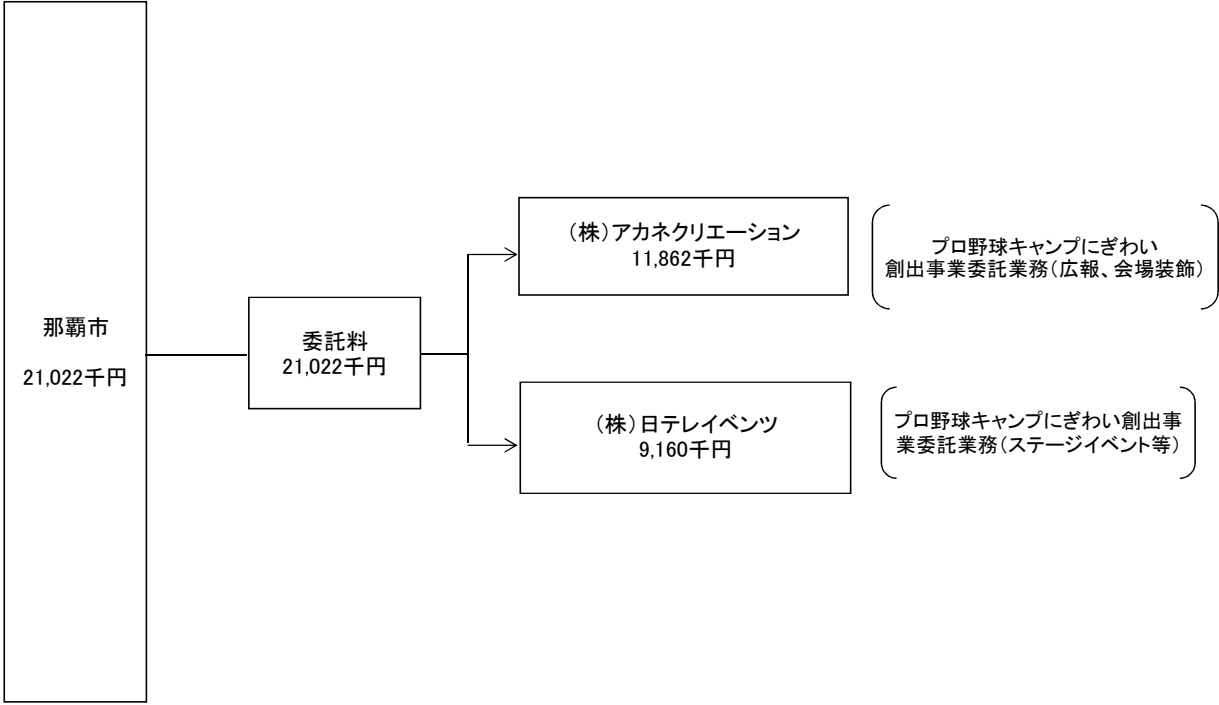 那覇市
21,022千円
委託料
21,022千円
（株）アカネクリエーション
11,862千円
プロ野球キャンプにぎわい
創出事業委託業務（広報、会場装飾）
（株）日テレイベンツ
9,160千円
プロ野球キャンプにぎわい創出事
業委託業務（ステージイベント等）